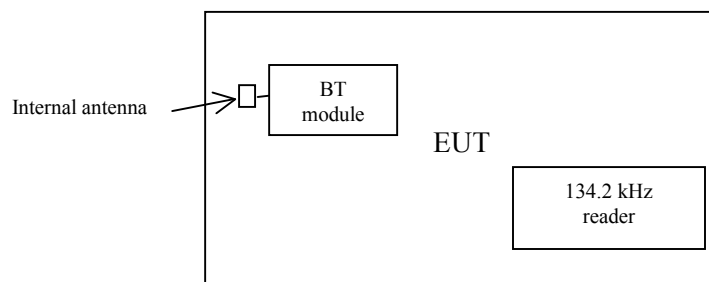 Internal antenna
BT
module
EUT
134.2 kHz
reader